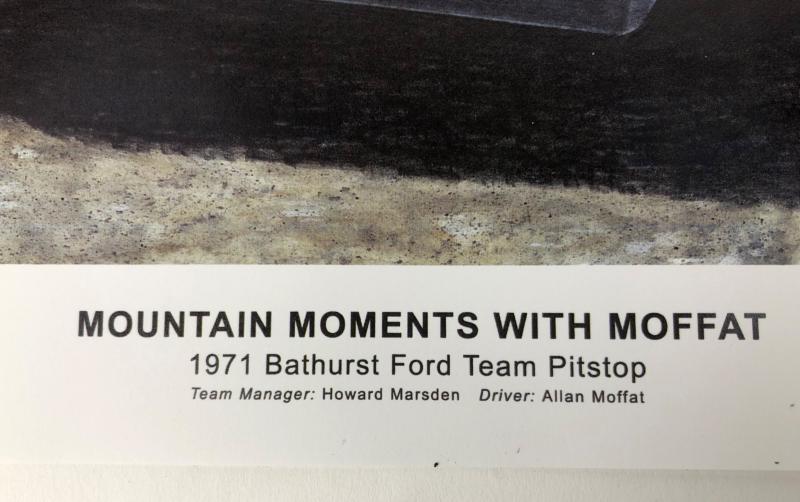 MOUNTAIN MOMENTS WITH MOFFAT
1971 Bathurst Ford Team Pitstop
Team Manager: Howard Marsden Driver: Allan Moffat